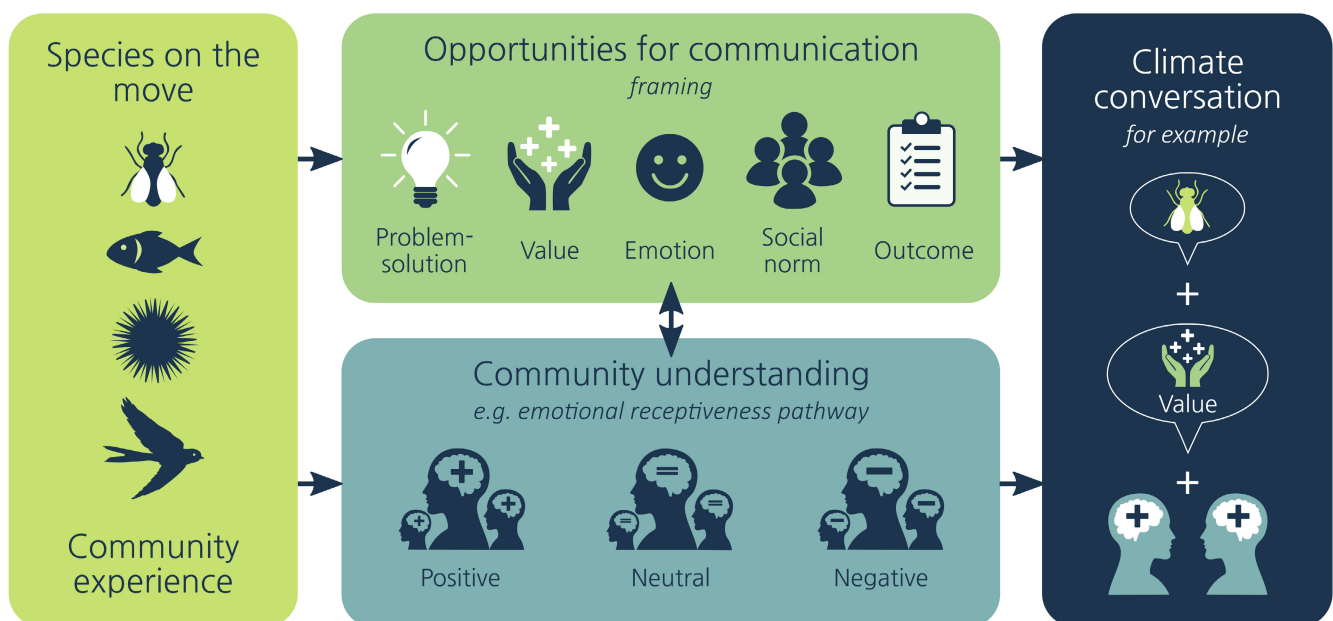 Species on the
move
Community
experience
Opportunities for communication
framing
Problem-
solution
Value
Emotion
Social
norm
Outcome
Community understanding
e.g. emotional receptiveness pathway
Positive
Neutral
Negative
Climate
conversation
for example
+
Value
+